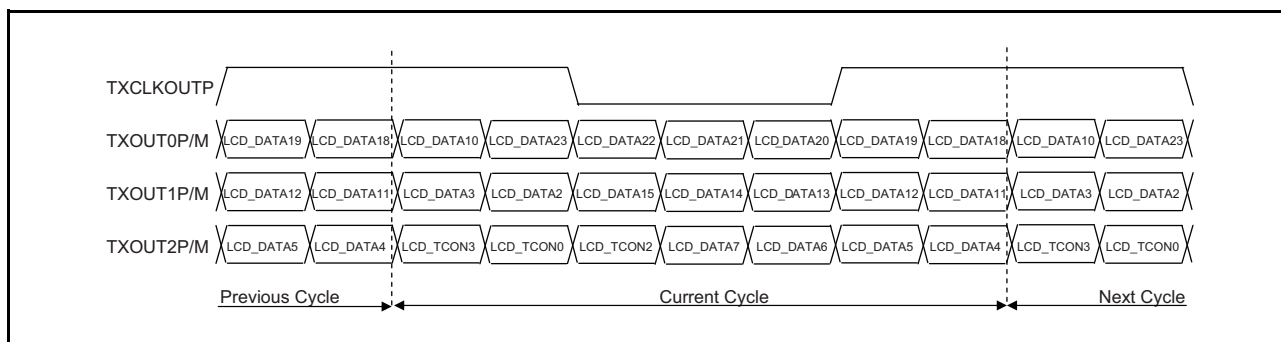 TXCLKOUTP
TXOUT0P/M LCD_DATA19 LCD_DATA18 LCD_DATA10 LCD_DATA23 LCD_DATA22 LCD_DATA21 LCD_DATA20 LCD_DATA19 LCD_DATA18 LCD_DATA10 LCD_DATA23
TXOUT1P/M LCD_DATA12 LCD_DATA11 LCD_DATA3 LCD_DATA2 LCD_DATA15 LCD_DATA14 LCD_DATA13 LCD_DATA12 LCD_DATA11 LCD_DATA3 LCD_DATA2
TXOUT2P/M LCD_DATA5 LCD_DATA4 LCD_TCON3 LCD_TCON0 LCD_TCON2 LCD_DATA7 LCD_DATA6 LCD_DATA5 LCD_DATA4 LCD_TCON3 LCD_TCON0
Previous Cycle Current Cycle Next Cycle